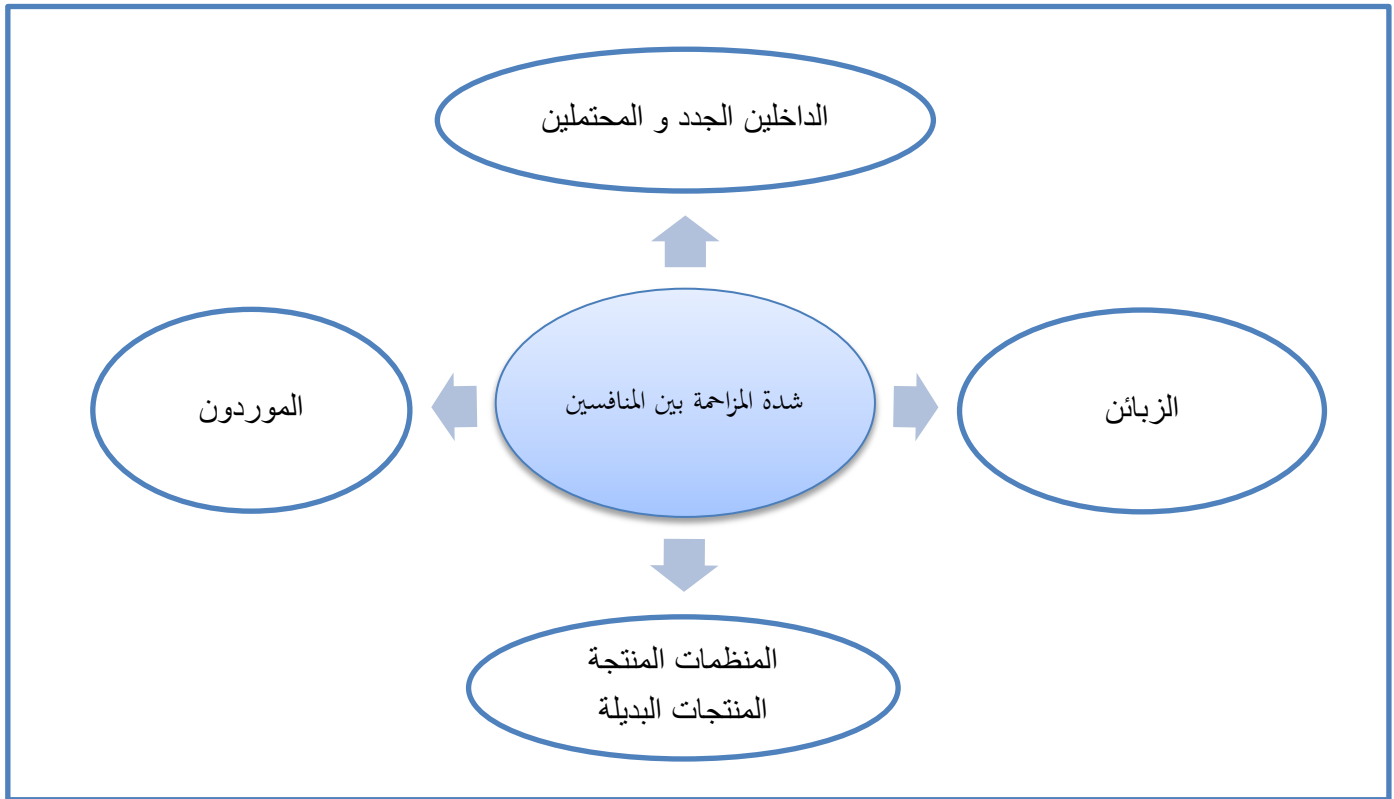 الداخلين الجدد و المحتملين
الزبائن
شدة المزاحمة بين المنافسين
الموردون
المنظمات المنتجة
المنتجات البديلة